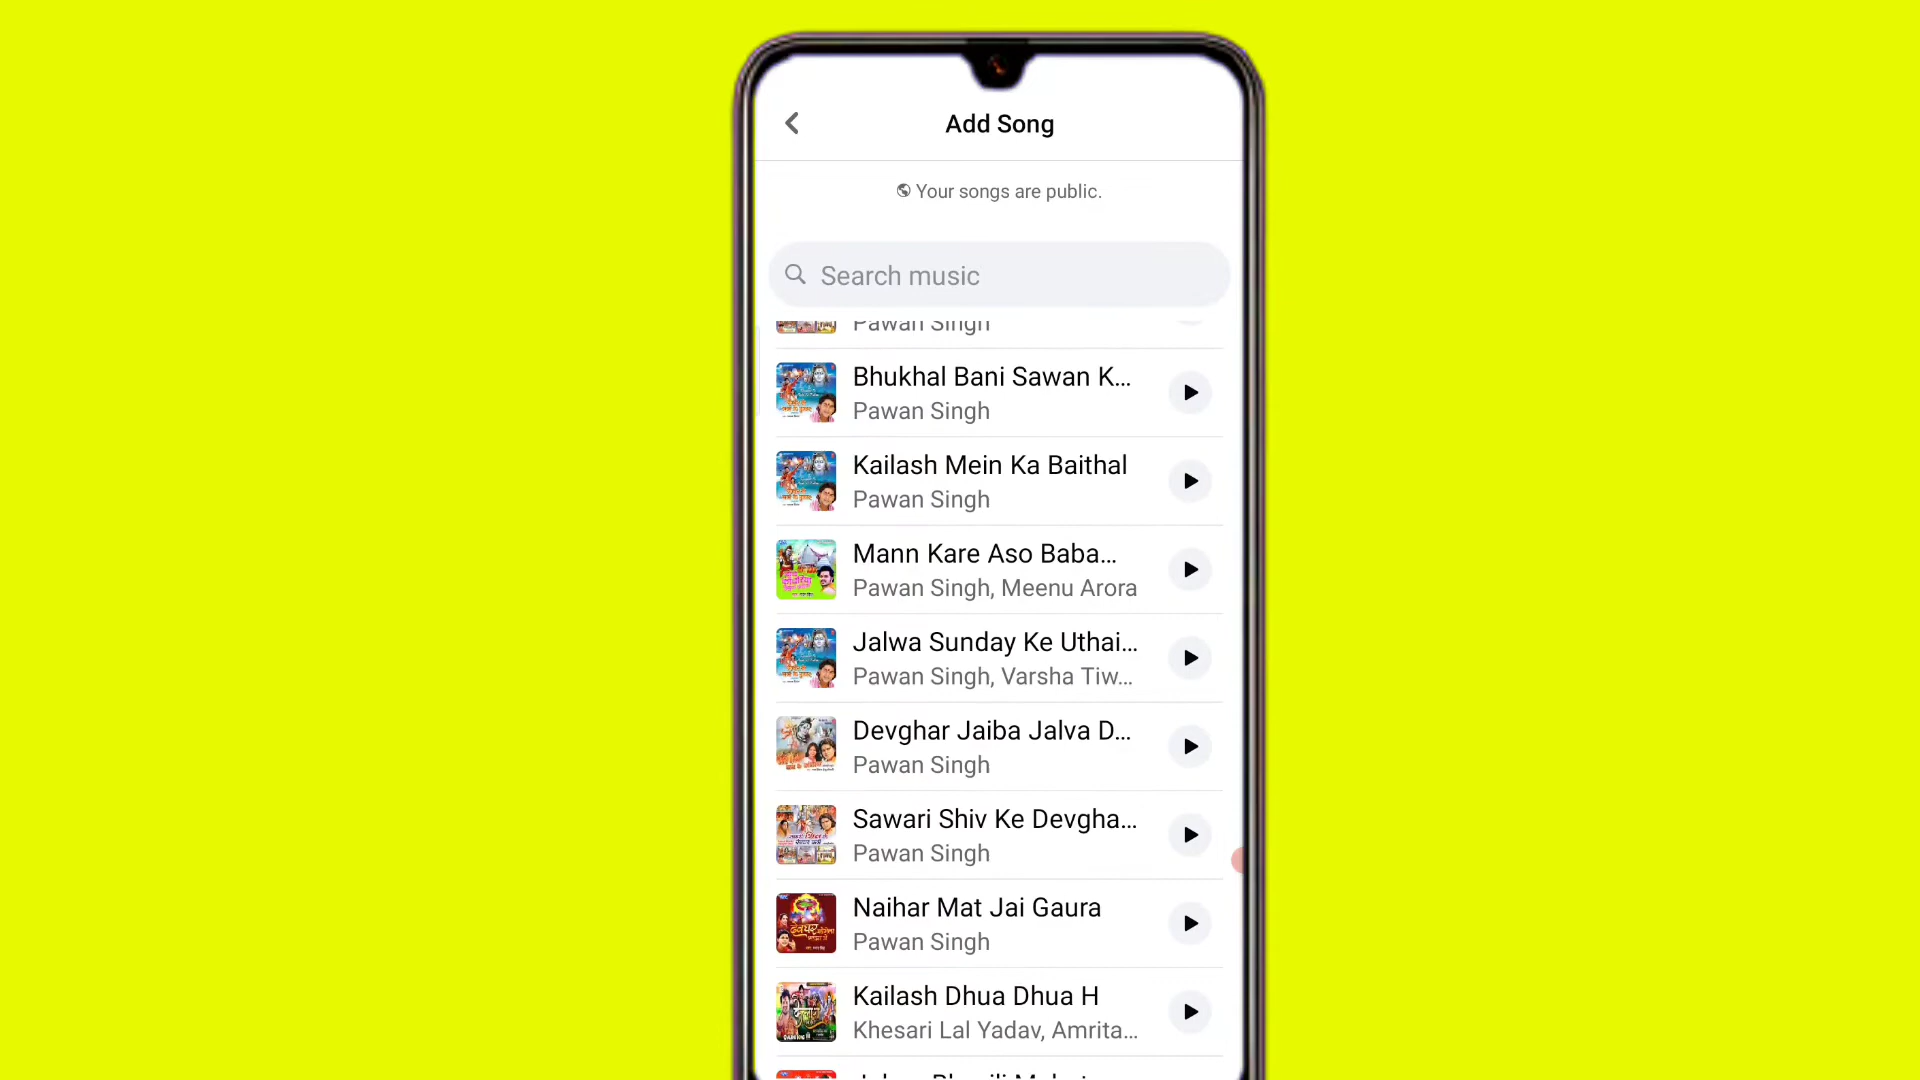 Add Song
Your songs are public.
Search music
Pawan Singh
Bhukhal Bani Sawan K...
Pawan Singh
Kailash Mein Ka Baithal
Pawan Singh
Mann Kare Aso Baba...
Pawan Singh, Meenu Arora
Jalwa Sunday Ke Uthai...
Pawan Singh, Varsha Tiw...
Devghar Jaiba Jalva D...
Pawan Singh
Sawari Shiv Ke Devgha...
Pawan Singh
Naihar Mat Jai Gaura
Pawan Singh
Kailash Dhua Dhua H
Khesari Lal Yadav, Amrita...